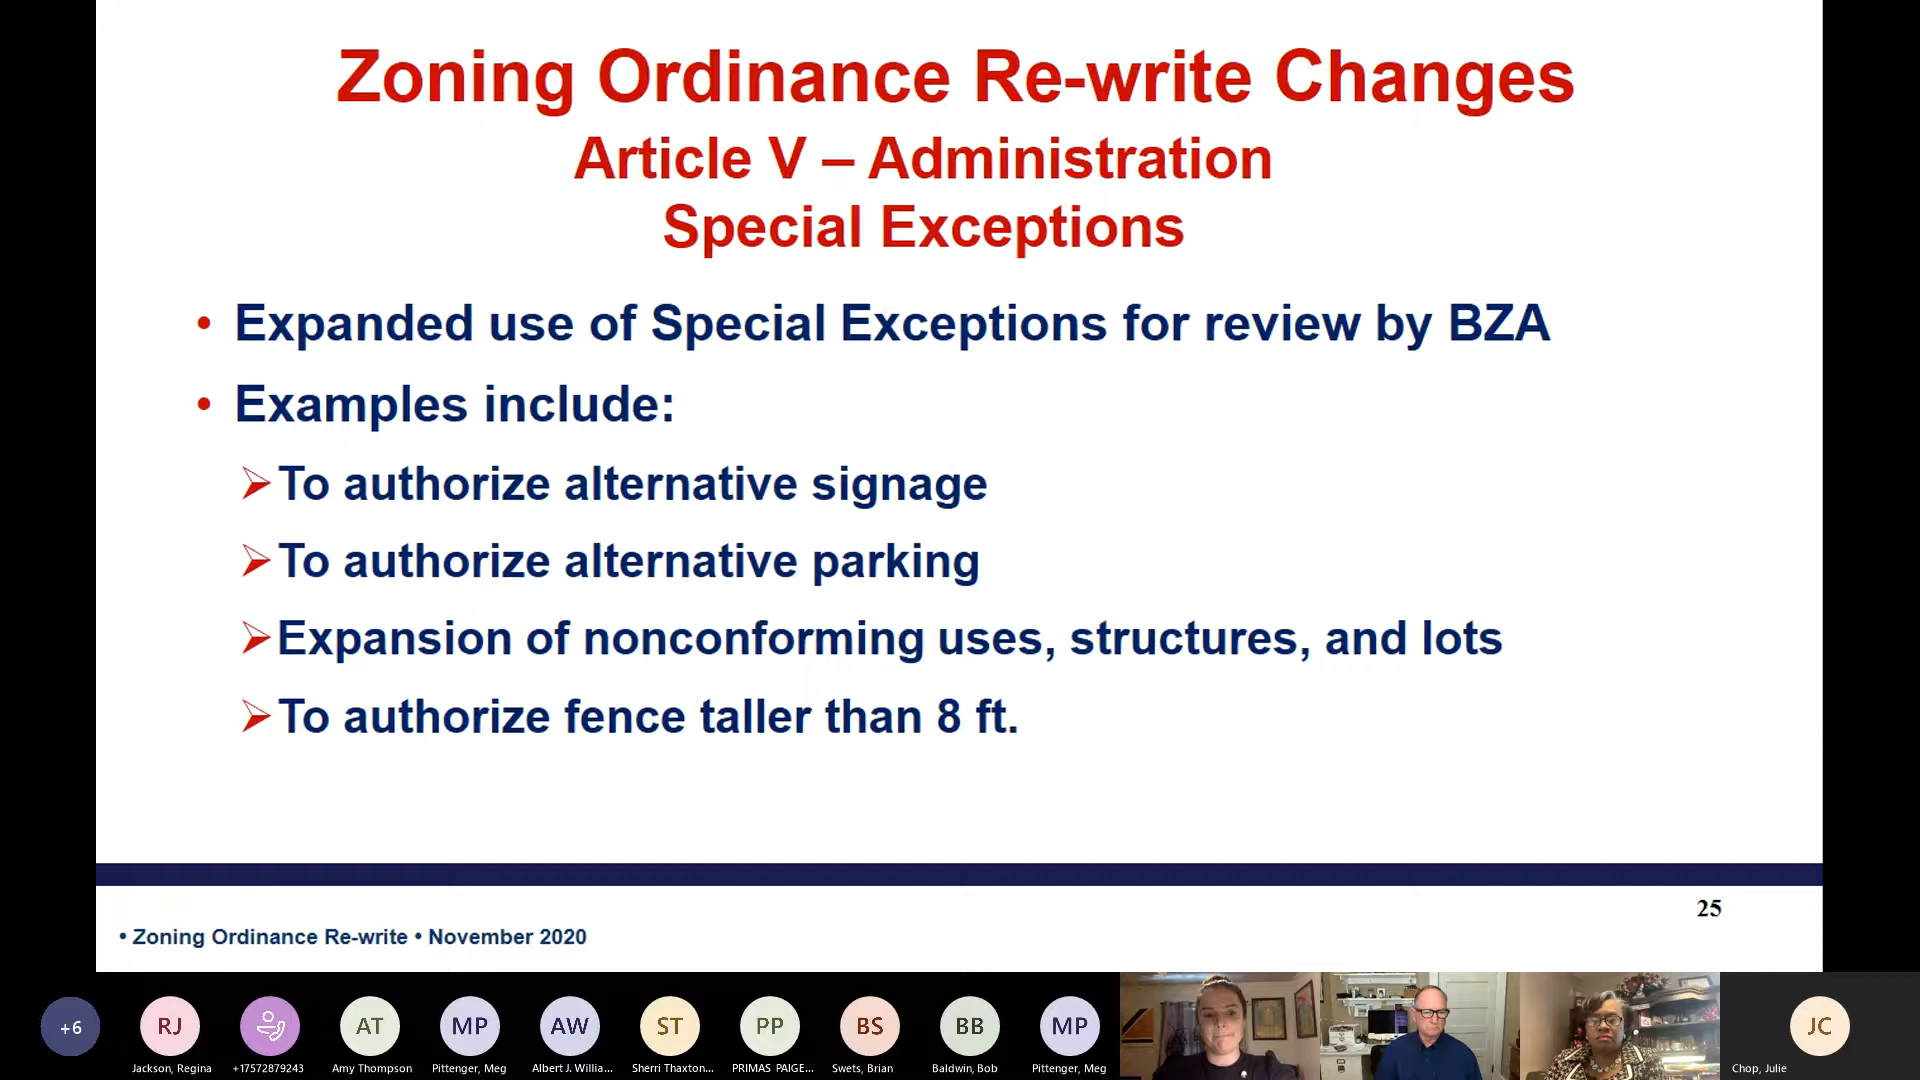 Zoning Ordinance Re-write Changes
Article V – Administration
Special Exceptions
• Expanded use of Special Exceptions for review by BZA
• Examples include:
➢To authorize alternative signage
➢To authorize alternative parking
➢Expansion of nonconforming uses, structures, and lots
➢To authorize fence taller than 8 ft.
25
• Zoning Ordinance Re-write • November 2020
+6
RJ
AT
MP
AW
ST
PP
BS
BB
MP
JC
Jackson, Regina
+17572879243
Amy Thompson
Pittenger, Meg
Albert J. Willia...
Sherri Thaxton...
PRIMAS PAIGE...
Swets, Brian
Baldwin, Bob
Pittenger, Meg
Chop, Julie